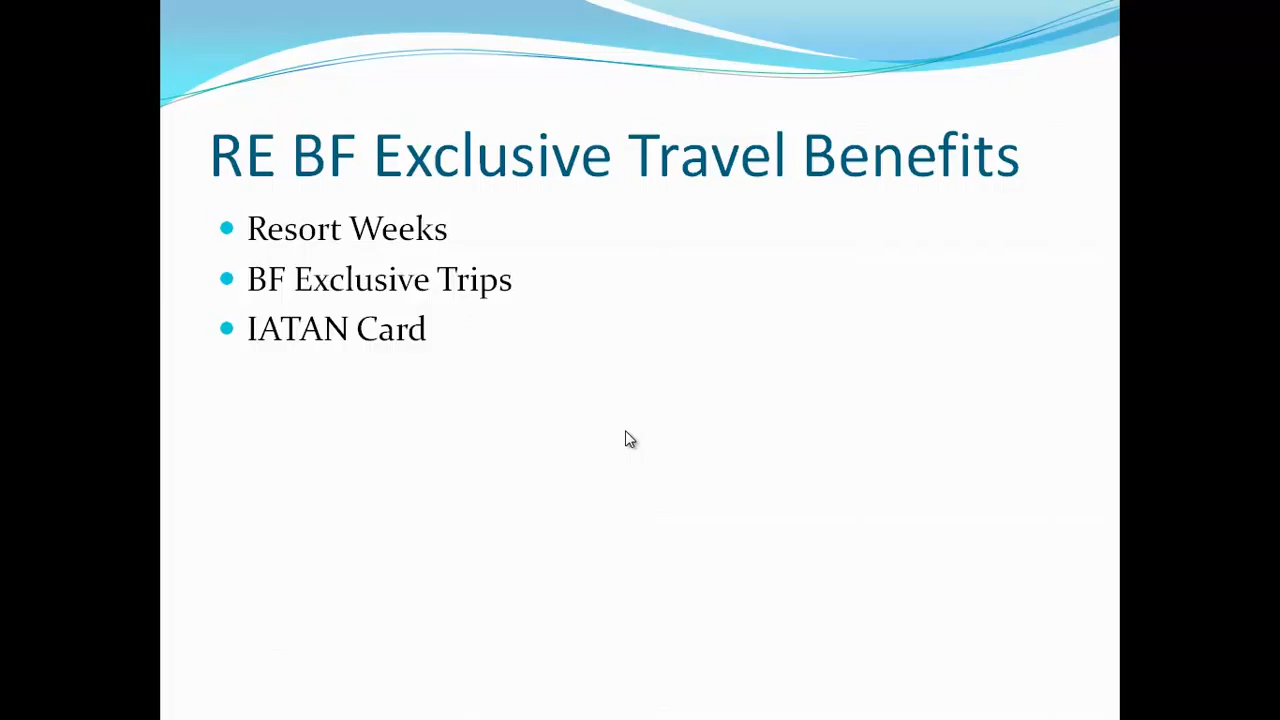 RE BF Exclusive Travel Benefits
Resort Weeks
BF Exclusive Trips
IATAN Card